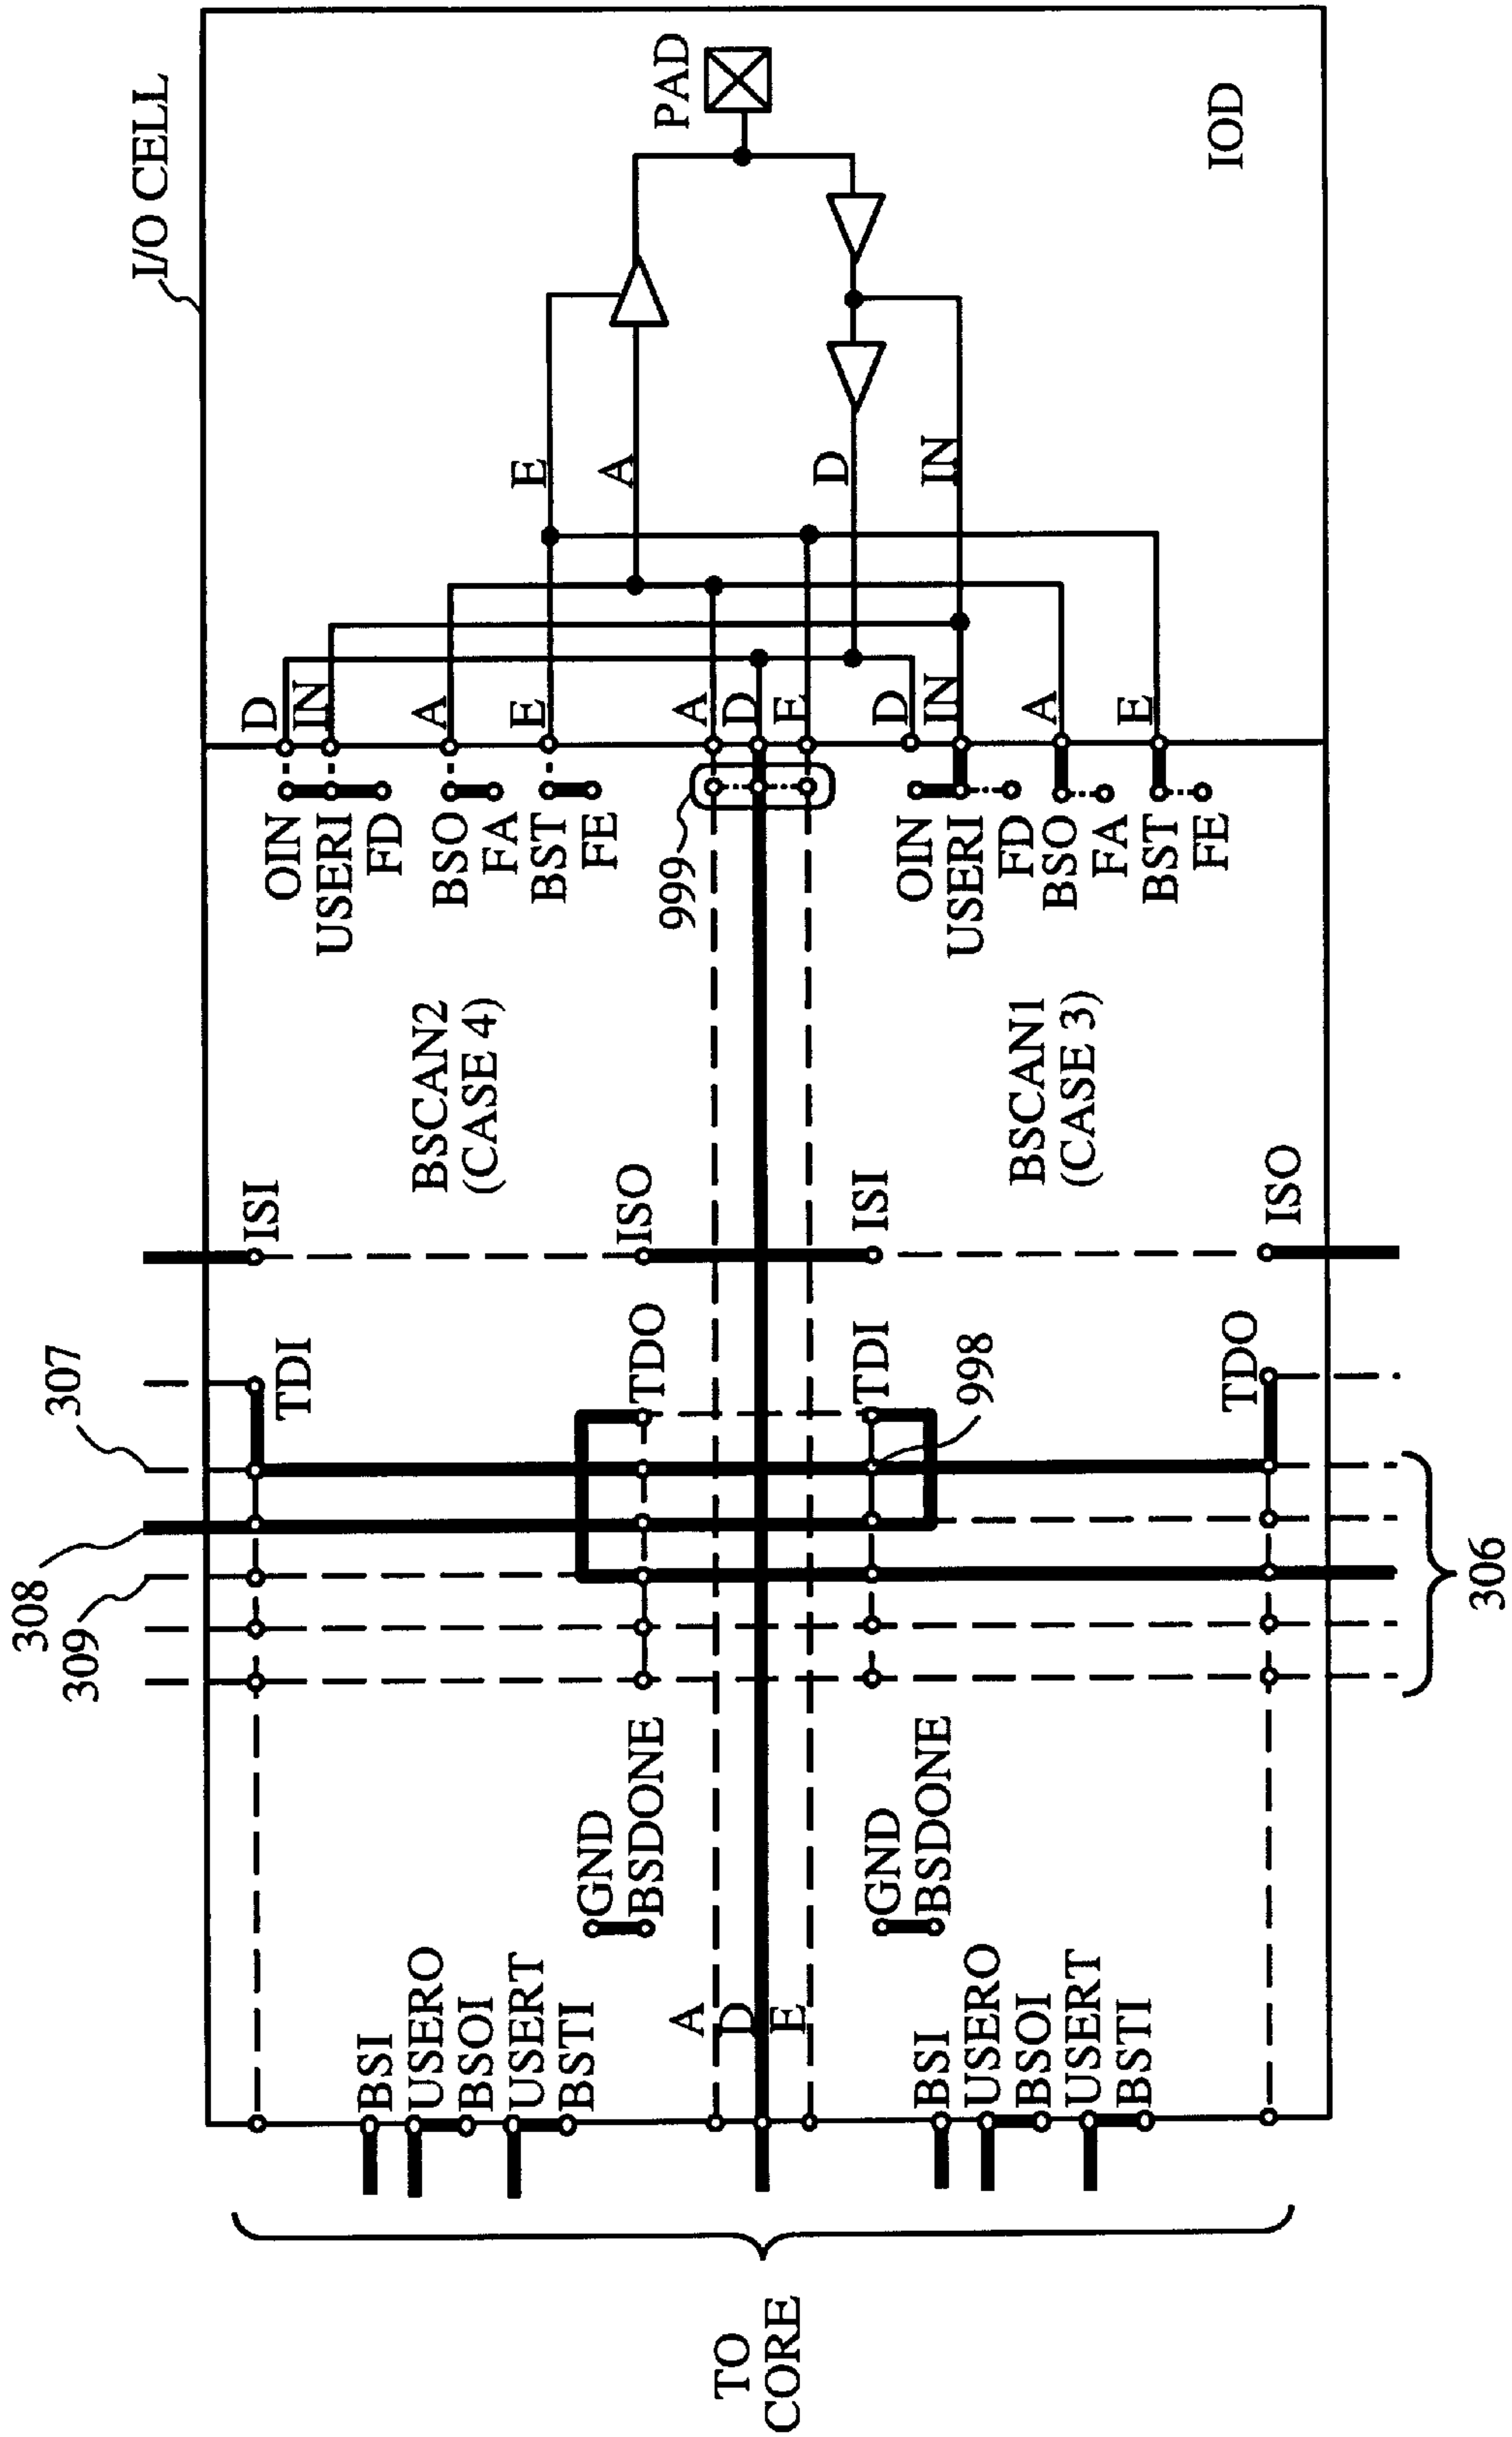 I/O CELL
PAD
IOD
E
A
D
IN
D
IN
A
E
A
D
E
D
IN
A
E
OIN
USERI
FD
BSO
FA
BST
FE
999
OIN
USERI
FD
BSO
FA
BST
FE
BSCAN2
(CASE 4)
BSCAN1
(CASE 3)
ISI
ISO
ISI
ISO
307
TDI
TDO
TDI
998
TDO
308
309
306
GND
BSDONE
GND
BSDONE
BSI
USERO
BSOI
USERT
BSTI
A
D
E
BSI
USERO
BSOI
USERT
BSTI
TO
CORE